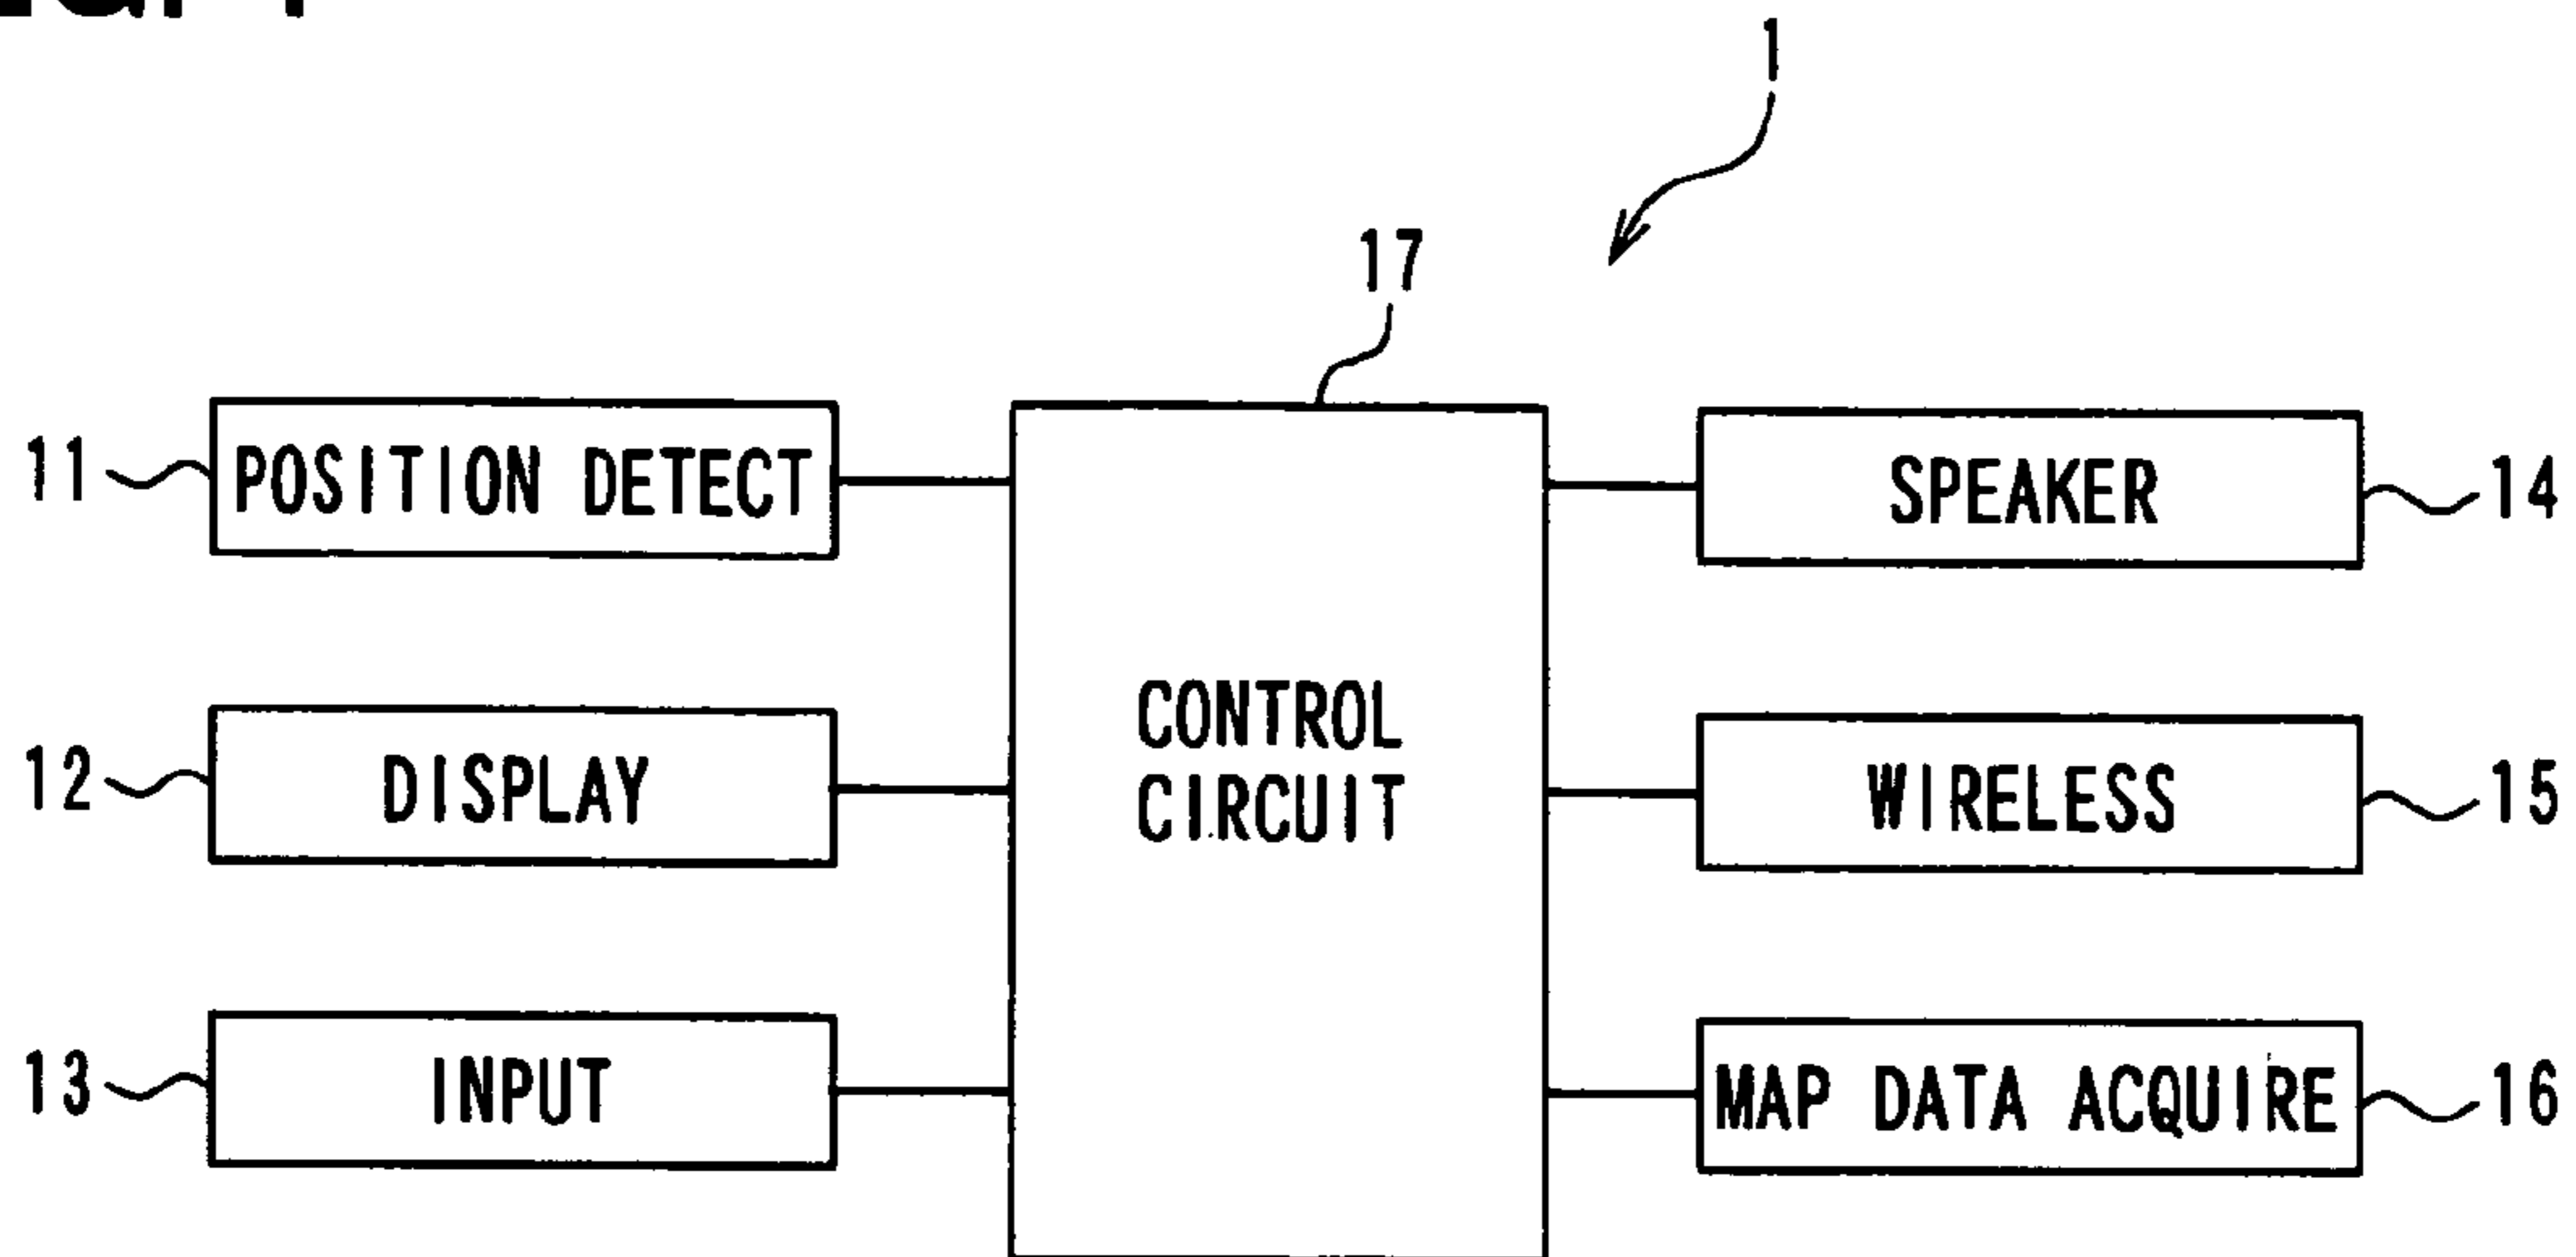 1
17
11 POSITION DETECT
SPEAKER 14
CONTROL
CIRCUIT
12 DISPLAY
WIRELESS 15
13 INPUT
MAP DATA ACQUIRE 16